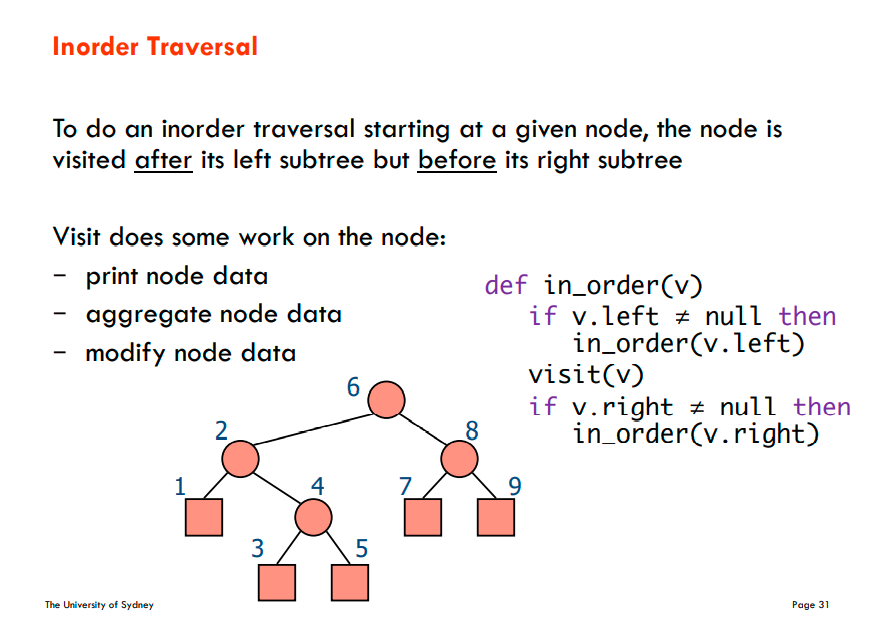 Inorder Traversal
To do an inorder traversal starting at a given node, the node is
visited after its left subtree but before its right subtree
Visit does some work on the node:
– print node data
– aggregate node data
– modify node data
def in_order(v)
if v.left ≠ null then
in_order(v.left)
visit(v)
if v.right ≠ null then
in_order(v.right)
6
2
8
1
4
7
9
3
5
The University of Sydney
Page 31